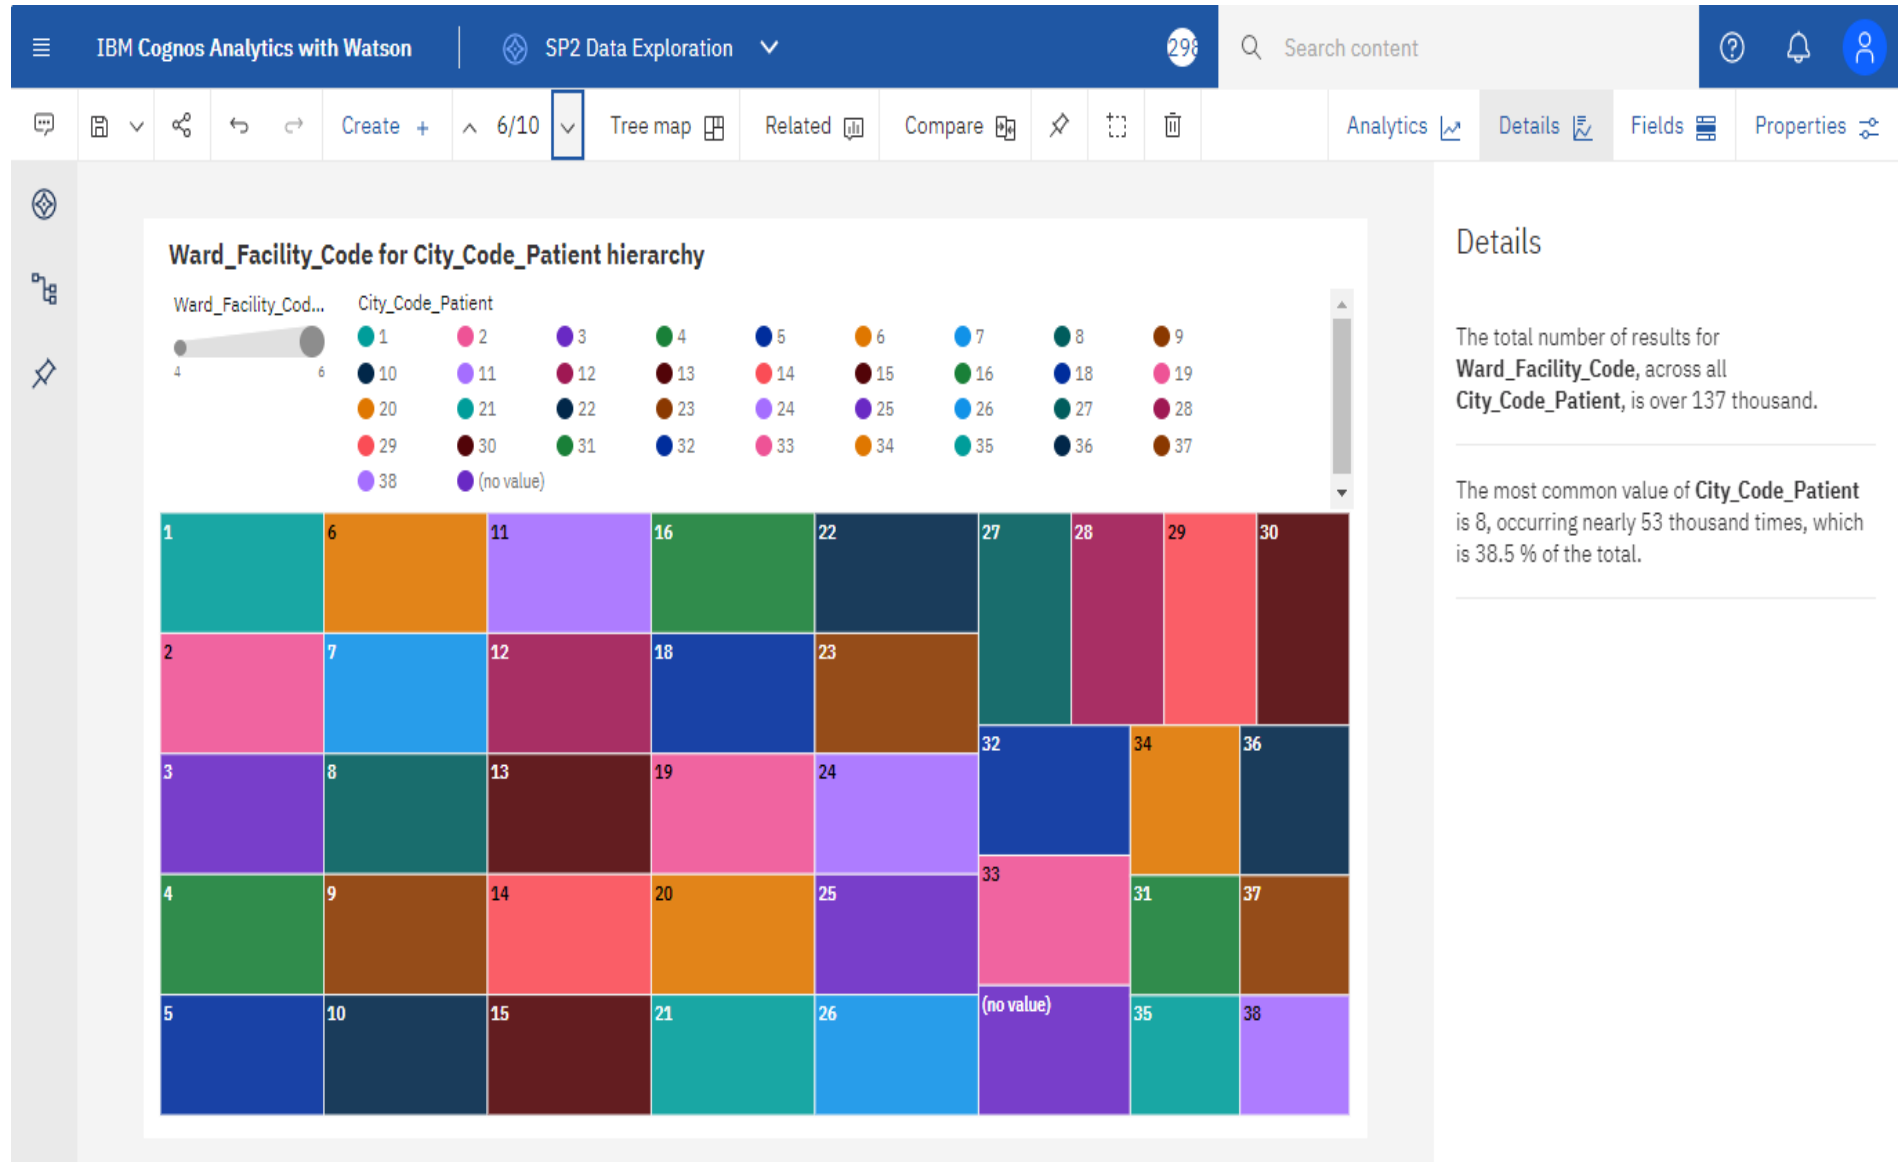 IBM Cognos Analytics with Watson
SP2 Data Exploration
298
Search content
Create +
6/10
Tree map
Related
Compare
Analytics
Details
Fields
Properties
Ward_Facility_Code for City_Code_Patient hierarchy
Ward_Facility_Cod...
4 6
City_Code_Patient
1 2 3 4 5 6 7 8 9
10 11 12 13 14 15 16 18 19
20 21 22 23 24 25 26 27 28
29 30 31 32 33 34 35 36 37
38 (no value)
1 6 11 16 22 27 28 29 30
2 7 12 18 23
32 34 36
3 8 13 19 24
33
4 9 14 20 25 31 37
(no value)
5 10 15 21 26 35 38
Details
The total number of results for
Ward_Facility_Code, across all
City_Code_Patient, is over 137 thousand.
The most common value of City_Code_Patient
is 8, occurring nearly 53 thousand times, which
is 38.5 % of the total.